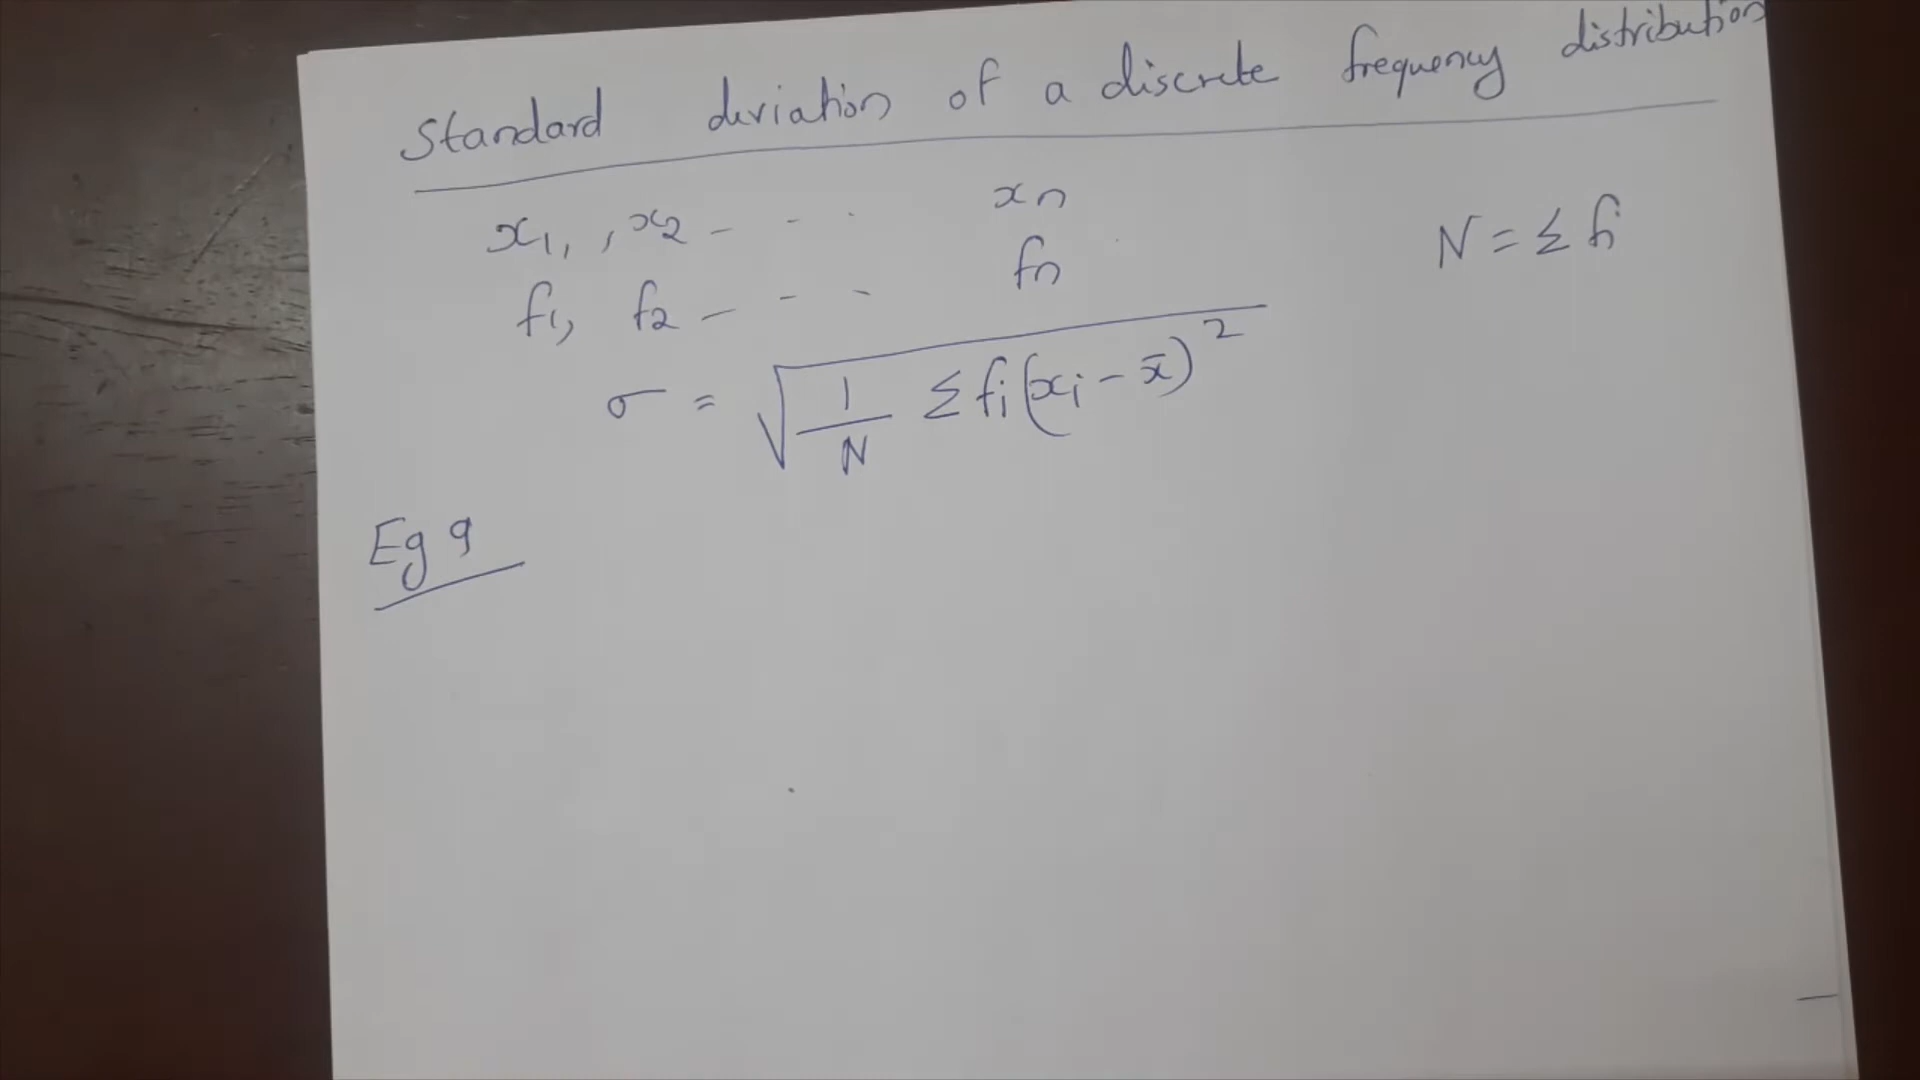 Standard deviation of a discrete frequency distribution
x1, , x2 - - . xn
f1, f2 - - . fn
N = Σ fi
σ = √ 1/N Σ fi (xi - x̄)²
Eg 9